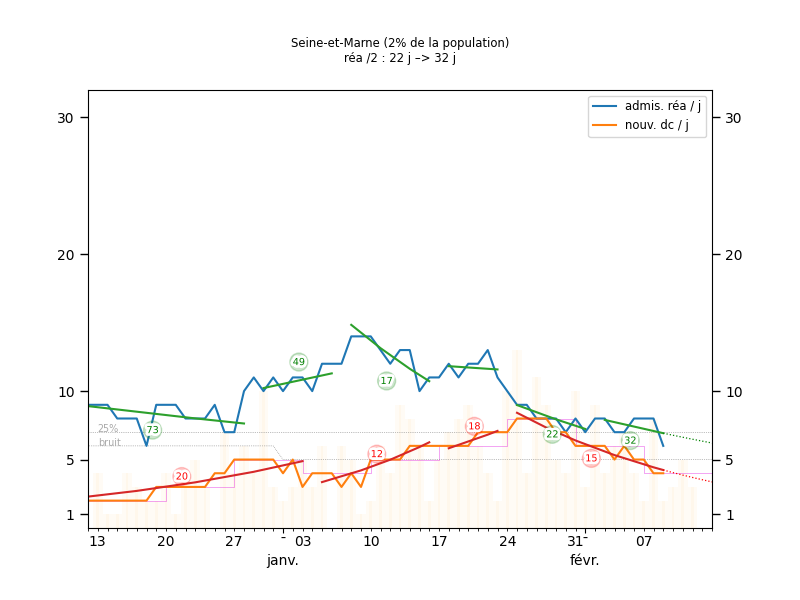 Seine-et-Marne (2% de la population)
réa /2 : 22 j –> 32 j
admis. réa / j
nouv. dc / j
30 30
20 20
10 10
5 5
1 1
25%
bruit
73
20
49
12
17
18
22
15
32
13 20 27 - 03 10 17 24 31 - 07
janv. févr.